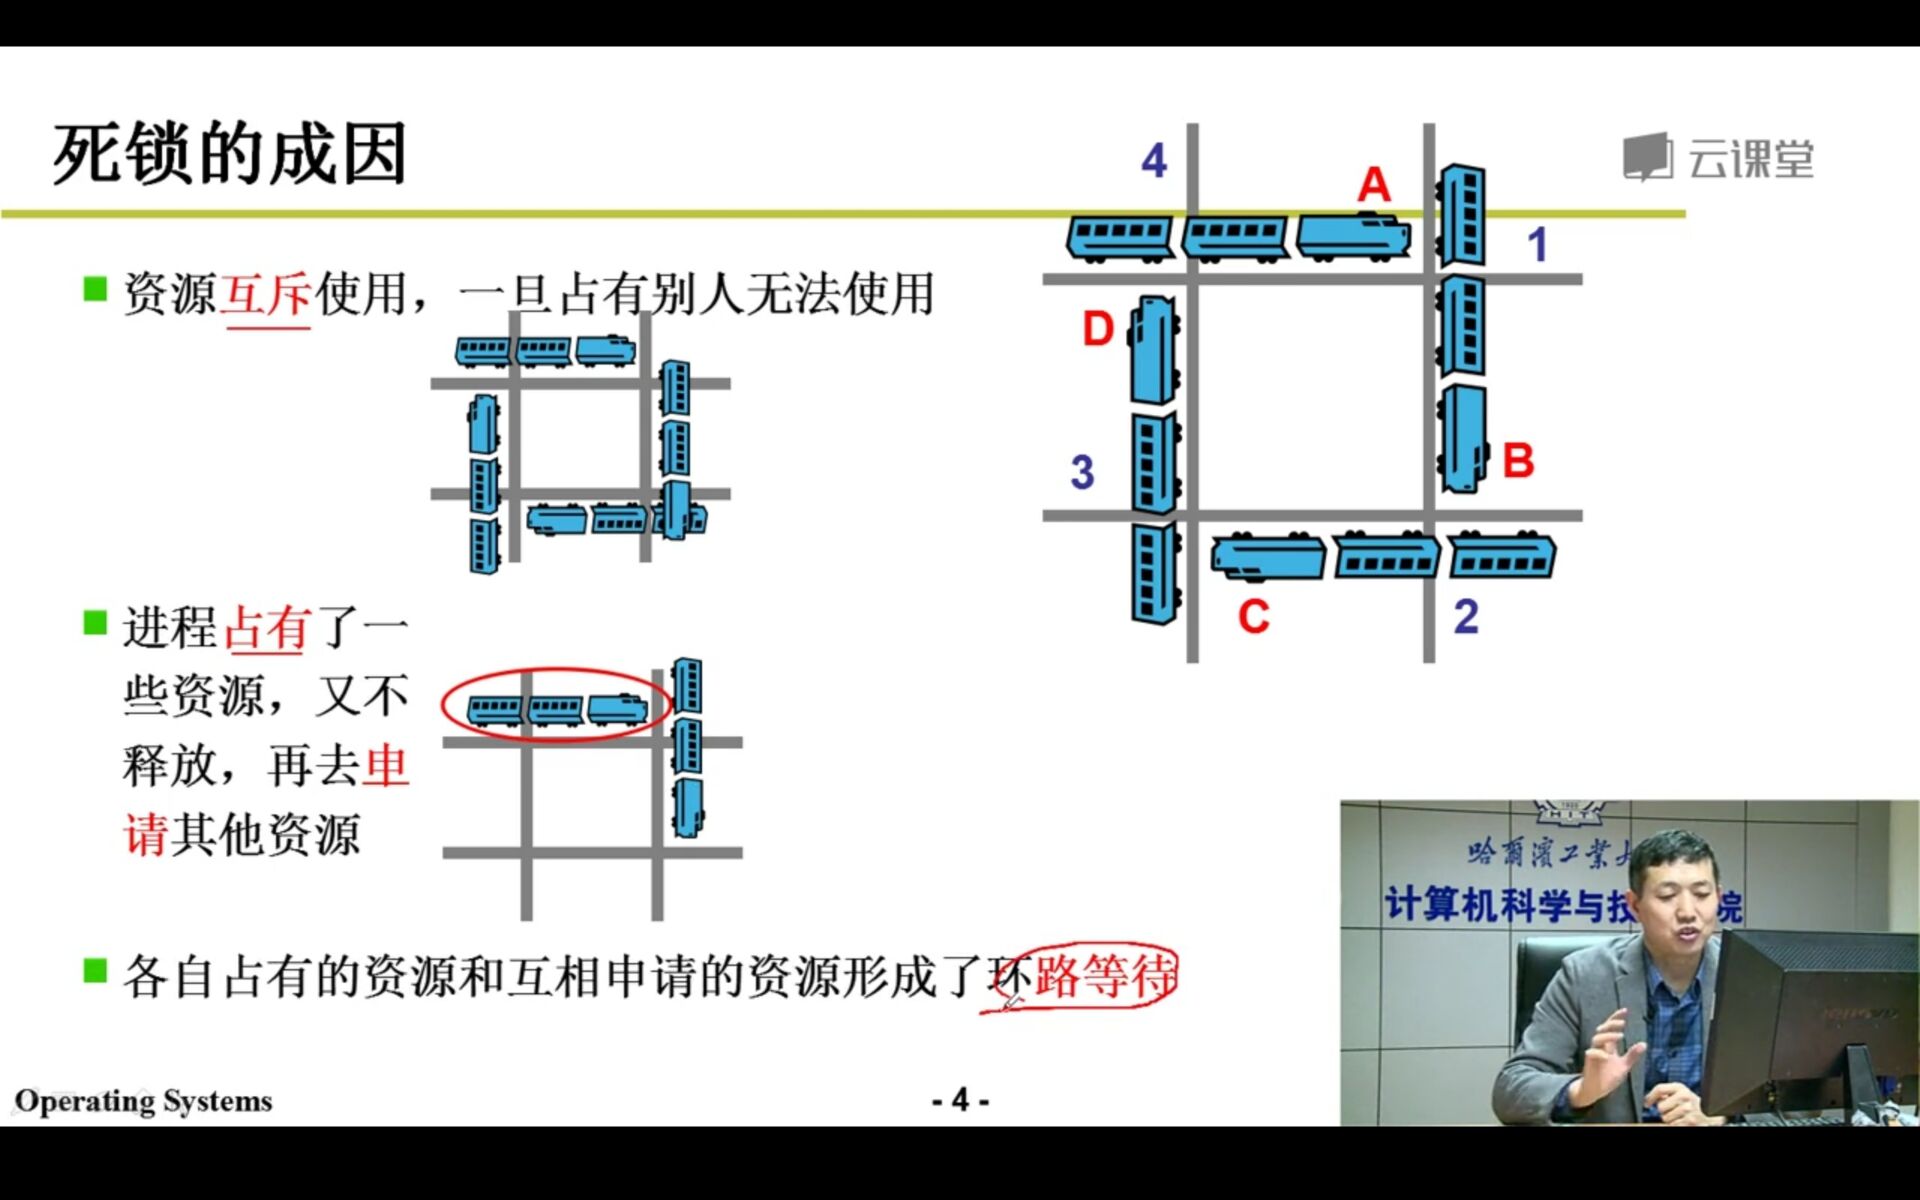 死锁的成因
云课堂
资源互斥使用，一旦占有别人无法使用
4
A
1
D
3
B
C
2
进程占有了一
些资源，又不
释放，再去申
请其他资源
各自占有的资源和互相申请的资源形成了环路等待
HIT
哈爾濱工業大
计算机科学与技
院
Operating Systems
- 4 -